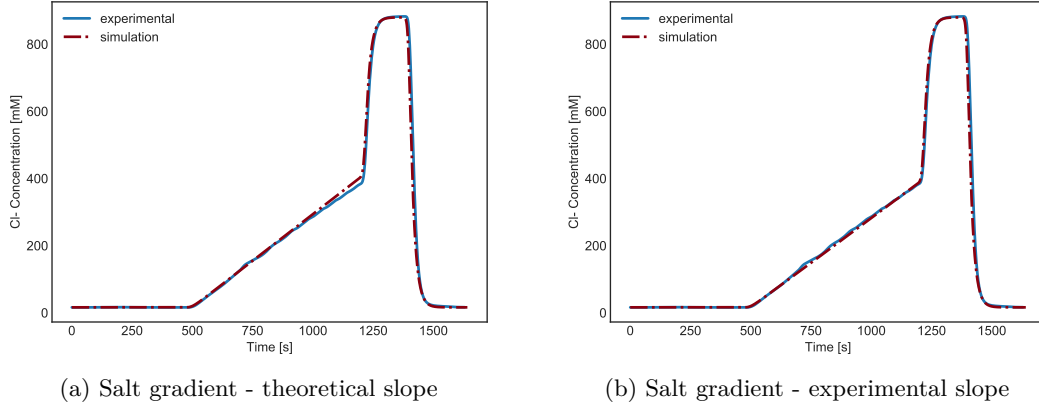 experimental
simulation
Cl- Concentration [mM]
800
600
400
200
0
0 250 500 750 1000 1250 1500
Time [s]
(a) Salt gradient - theoretical slope
experimental
simulation
Cl- Concentration [mM]
800
600
400
200
0
0 250 500 750 1000 1250 1500
Time [s]
(b) Salt gradient - experimental slope